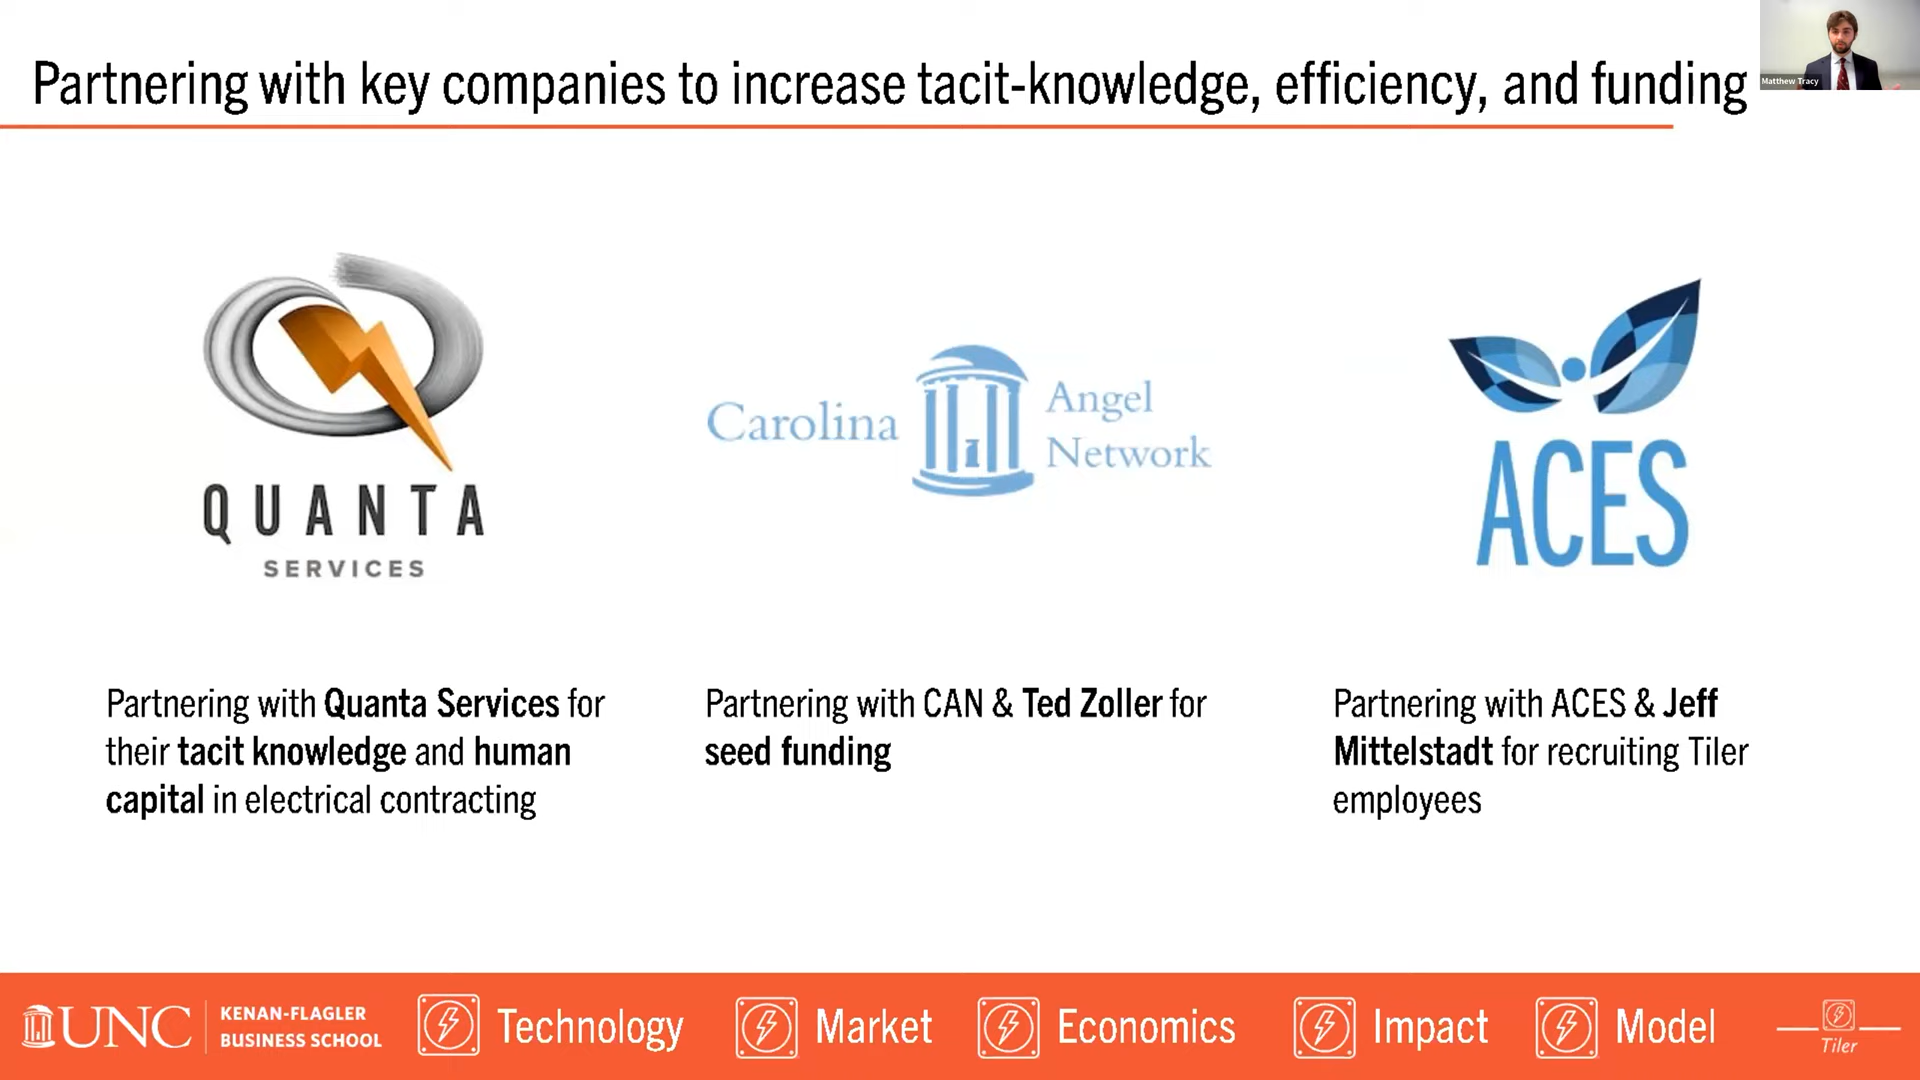 Partnering with key companies to increase tacit-knowledge, efficiency, and funding
Matthew Tracy
QUANTA
SERVICES
Carolina
Angel
Network
ACES
Partnering with Quanta Services for
their tacit knowledge and human
capital in electrical contracting
Partnering with CAN & Ted Zoller for
seed funding
Partnering with ACES & Jeff
Mittelstadt for recruiting Tiler
employees
UNC
KENAN-FLAGLER
BUSINESS SCHOOL
Technology
Market
Economics
Impact
Model
Tiler